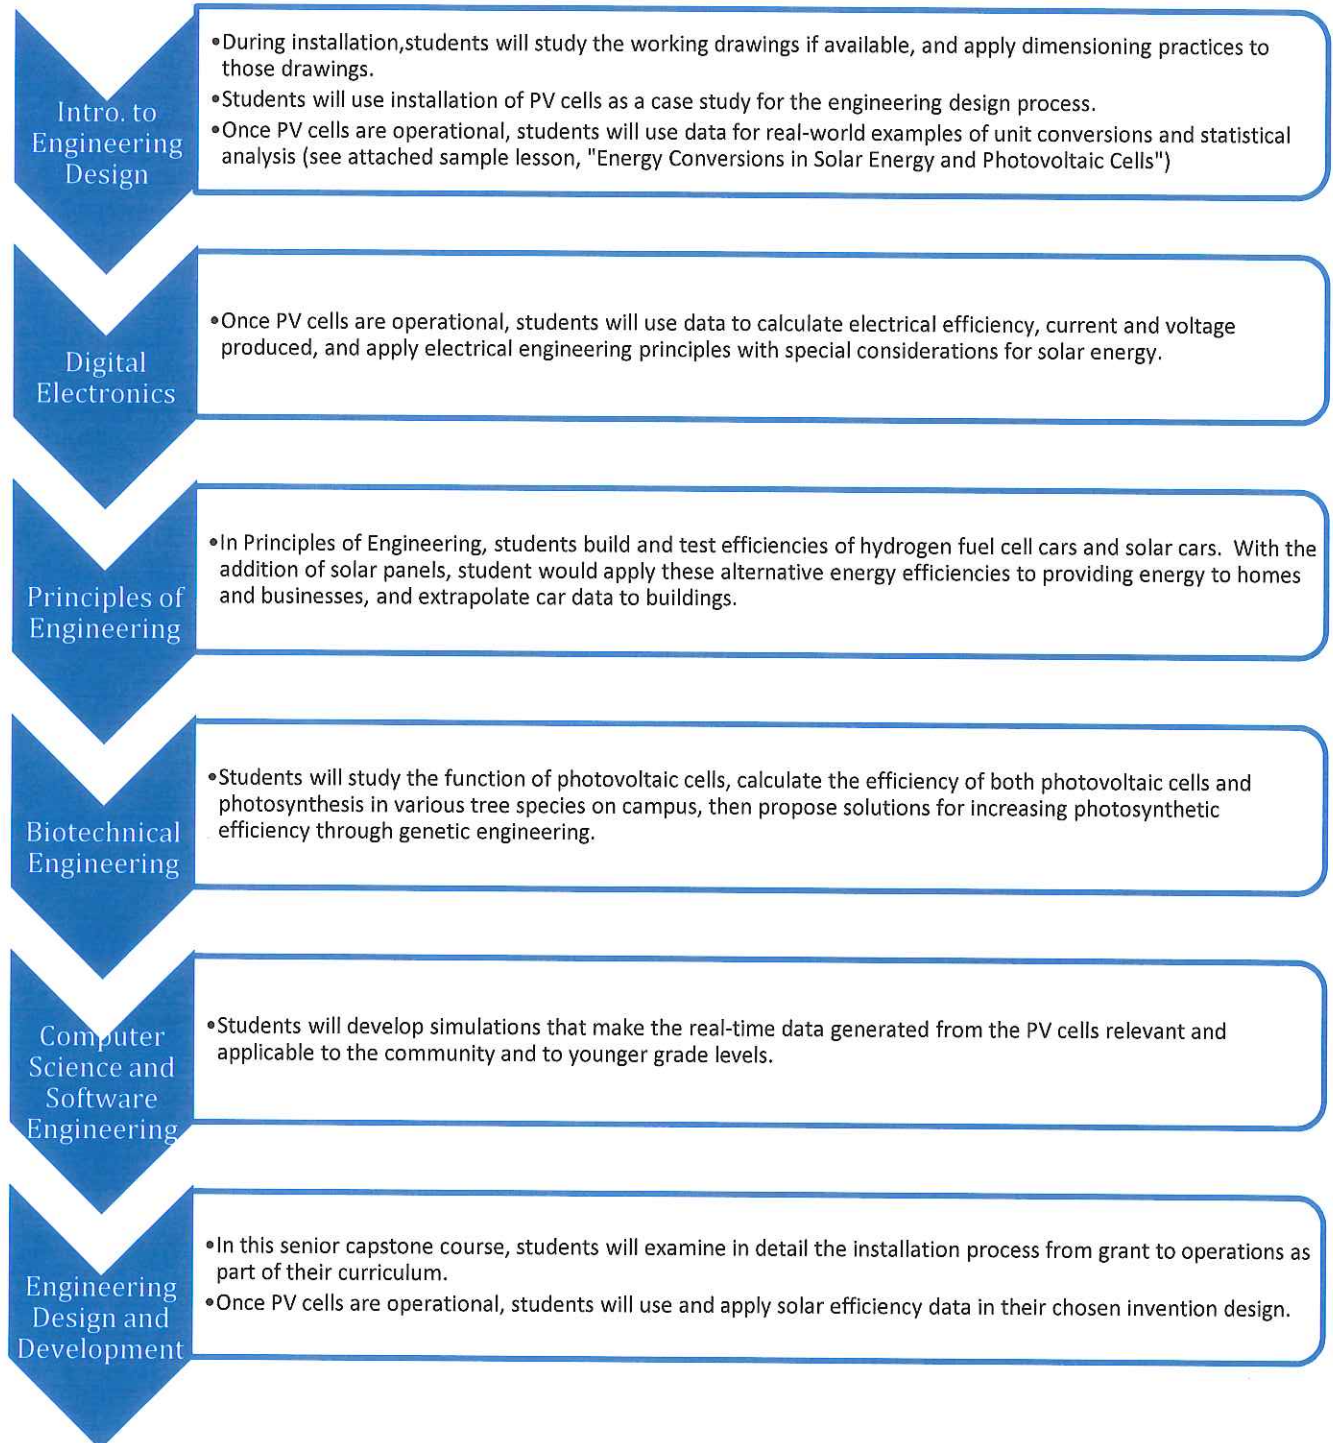 Intro. to
Engineering
Design
•During installation,students will study the working drawings if available, and apply dimensioning practices to
those drawings.
•Students will use installation of PV cells as a case study for the engineering design process.
•Once PV cells are operational, students will use data for real-world examples of unit conversions and statistical
analysis (see attached sample lesson, "Energy Conversions in Solar Energy and Photovoltaic Cells")
Digital
Electronics
•Once PV cells are operational, students will use data to calculate electrical efficiency, current and voltage
produced, and apply electrical engineering principles with special considerations for solar energy.
Principles of
Engineering
•In Principles of Engineering, students build and test efficiencies of hydrogen fuel cell cars and solar cars.  With the
addition of solar panels, student would apply these alternative energy efficiencies to providing energy to homes
and businesses, and extrapolate car data to buildings.
Biotechnical
Engineering
•Students will study the function of photovoltaic cells, calculate the efficiency of both photovoltaic cells and
photosynthesis in various tree species on campus, then propose solutions for increasing photosynthetic
efficiency through genetic engineering.
Computer
Science and
Software
Engineering
•Students will develop simulations that make the real-time data generated from the PV cells relevant and
applicable to the community and to younger grade levels.
Engineering
Design and
Development
•In this senior capstone course, students will examine in detail the installation process from grant to operations as
part of their curriculum.
•Once PV cells are operational, students will use and apply solar efficiency data in their chosen invention design.